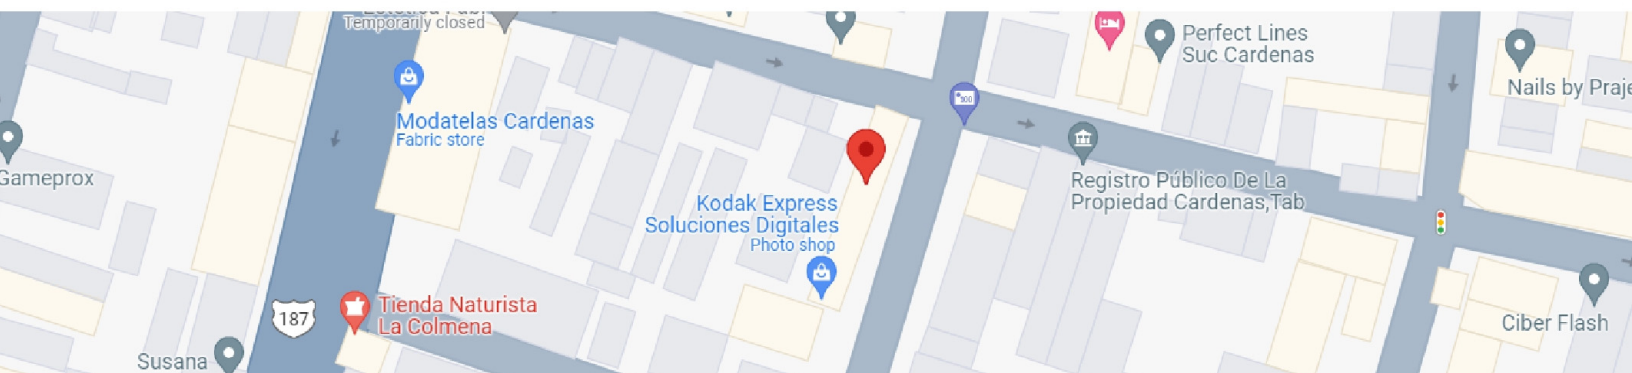 Temporarily closed
Modatelas Cardenas
Fabric store
Gameprox
Kodak Express
Soluciones Digitales
Photo shop
187
Tienda Naturista
La Colmena
Susana
Perfect Lines
Suc Cardenas
Nails by Praje
Registro Público De La
Propiedad Cardenas,Tab
Ciber Flash